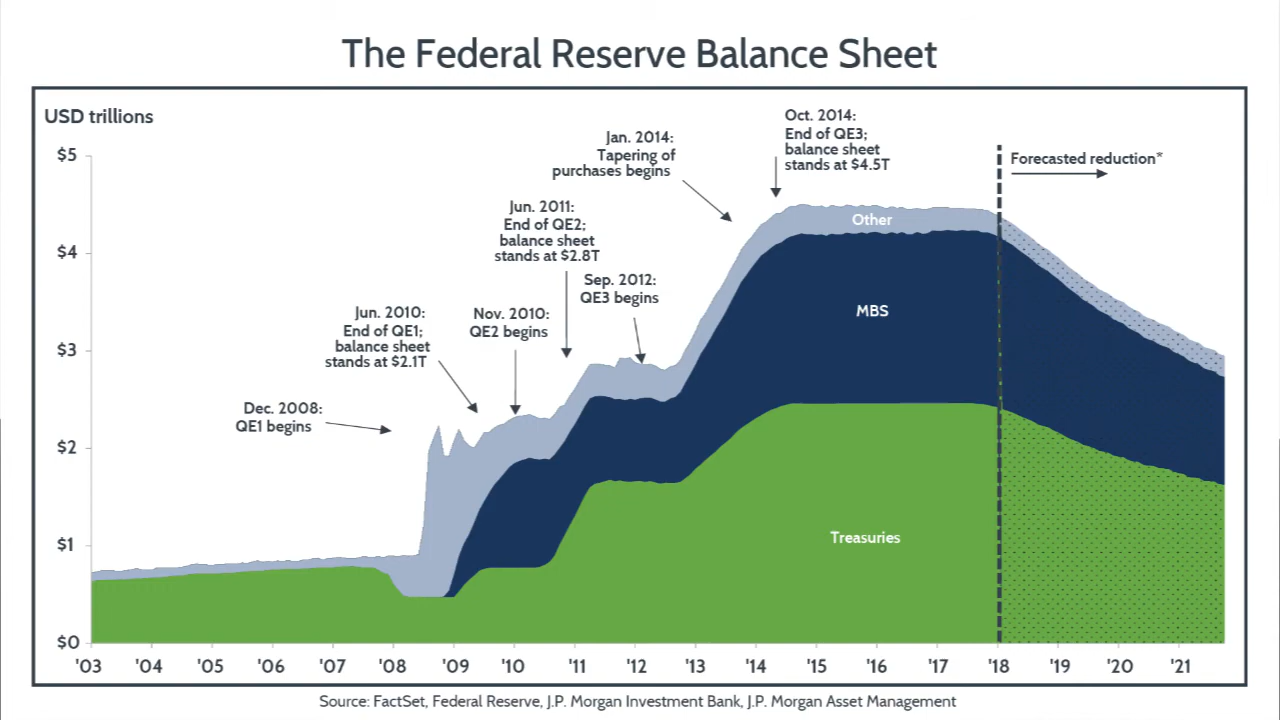 The Federal Reserve Balance Sheet
USD trillions
$5
$4
$3
$2
$1
$0
Dec. 2008:
QE1 begins
Jun. 2010:
End of QE1;
balance sheet
stands at $2.1T
Nov. 2010:
QE2 begins
Jun. 2011:
End of QE2;
balance sheet
stands at $2.8T
Sep. 2012:
QE3 begins
Jan. 2014:
Tapering of
purchases begins
Oct. 2014:
End of QE3;
balance sheet
stands at $4.5T
Forecasted reduction*
Other
MBS
Treasuries
'03 '04 '05 '06 '07 '08 '09 '10 '11 '12 '13 '14 '15 '16 '17 '18 '19 '20 '21
Source: FactSet, Federal Reserve, J.P. Morgan Investment Bank, J.P. Morgan Asset Management